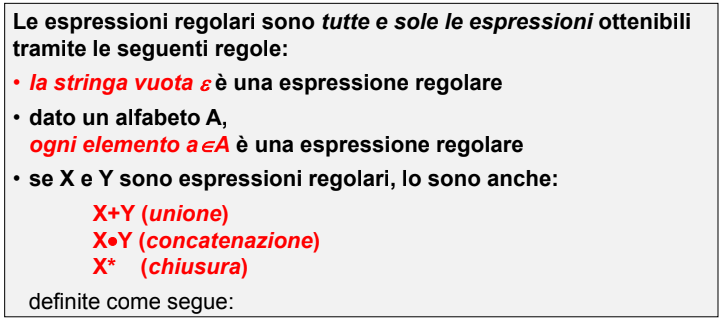 Le espressioni regolari sono tutte e sole le espressioni ottenibili
tramite le seguenti regole:
• la stringa vuota ε è una espressione regolare
• dato un alfabeto A,
ogni elemento a∈A è una espressione regolare
• se X e Y sono espressioni regolari, lo sono anche:
X+Y (unione)
X•Y (concatenazione)
X* (chiusura)
definite come segue: